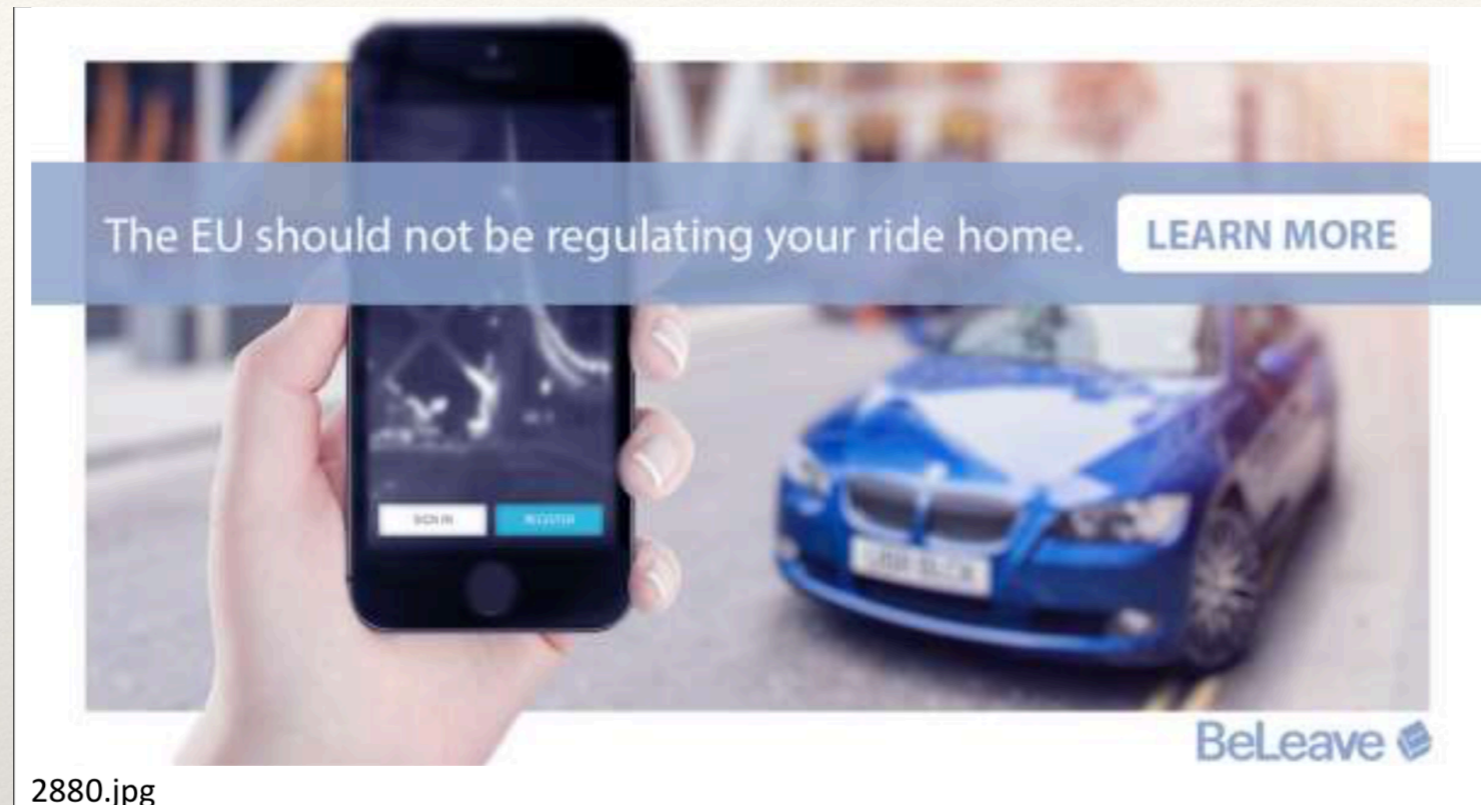 The EU should not be regulating your ride home.
LEARN MORE
SIGN IN
REGISTER
BeLeave
2880.jpg